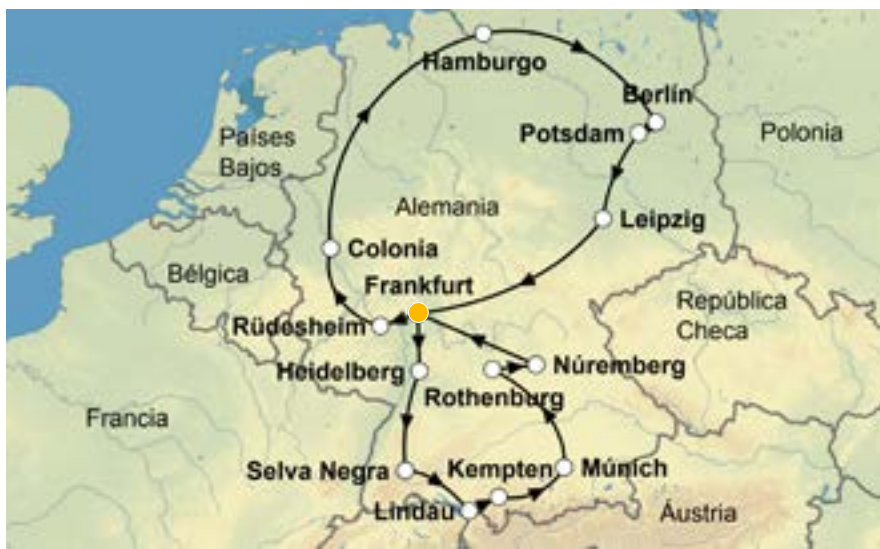 Hamburgo
Berlín
Potsdam
Países
Bajos
Polonia
Alemania
Leipzig
Colonia
Bélgica
Frankfurt
República
Checa
Rüdesheim
Heidelberg
Núremberg
Rothenburg
Francia
Selva Negra
Kempten
Múnich
Lindau
Áustria